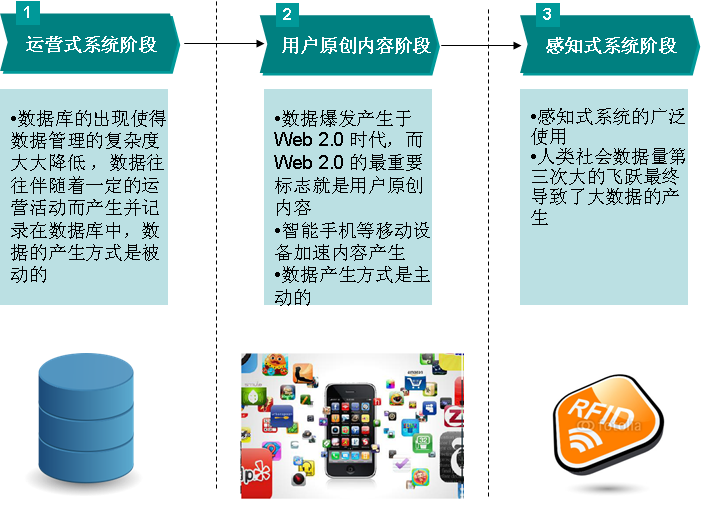 1
运营式系统阶段
2
用户原创内容阶段
3
感知式系统阶段
•数据库的出现使得
数据管理的复杂度
大大降低，数据往
往伴随着一定的运
营活动而产生并记
录在数据库中，数
据的产生方式是被
动的
•数据爆发产生于
Web 2.0 时代，而
Web 2.0 的最重要
标志就是用户原创
内容
•智能手机等移动设
备加速内容产生
•数据产生方式是主
动的
•感知式系统的广泛
使用
•人类社会数据量第
三次大的飞跃最终
导致了大数据的产
生
RFID
fotolia